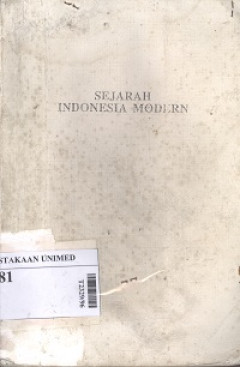 SEJARAH
INDONESIA MODERN
STAKAAN UNIMED
81